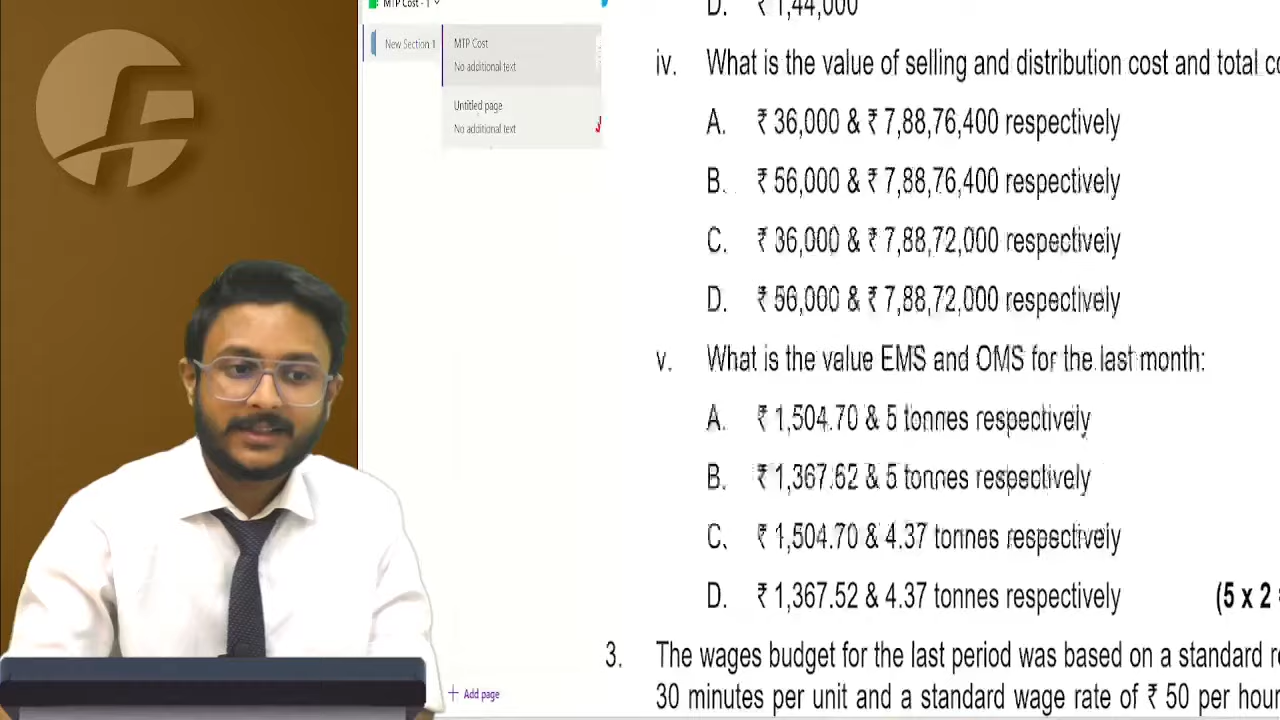 MTP Cost - 1
New Section 1
MTP Cost
No additional text
Untitled page
No additional text
Add page
D. ₹ 1,44,000
iv. What is the value of selling and distribution cost and total
A. ₹ 36,000 & ₹ 7,88,76,400 respectively
B. ₹ 56,000 & ₹ 7,88,76,400 respectively
C. ₹ 36,000 & ₹ 7,88,72,000 respectively
D. ₹ 56,000 & ₹ 7,88,72,000 respectively
v. What is the value EMS and OMS for the last month:
A. ₹ 1,504.70 & 5 tonnes respectively
B. ₹ 1,367.62 & 5 tonnes respectively
C. ₹ 1,504.70 & 4.37 tonnes respectively
D. ₹ 1,367.52 & 4.37 tonnes respectively (5 x 2
3. The wages budget for the last period was based on a standard
30 minutes per unit and a standard wage rate of ₹ 50 per hour